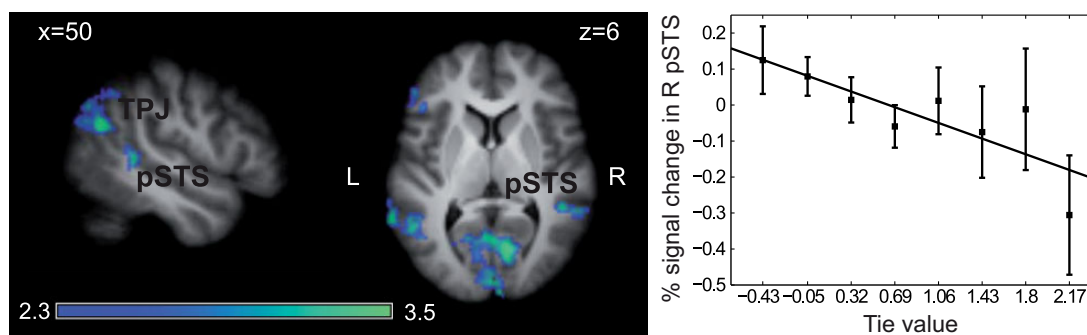 x=50
z=6
TPJ
pSTS
L
pSTS
R
2.3
3.5
% signal change in R pSTS
0.2
0.1
0
-0.1
-0.2
-0.3
-0.4
-0.5
-0.43 -0.05 0.32 0.69 1.06 1.43 1.8 2.17
Tie value